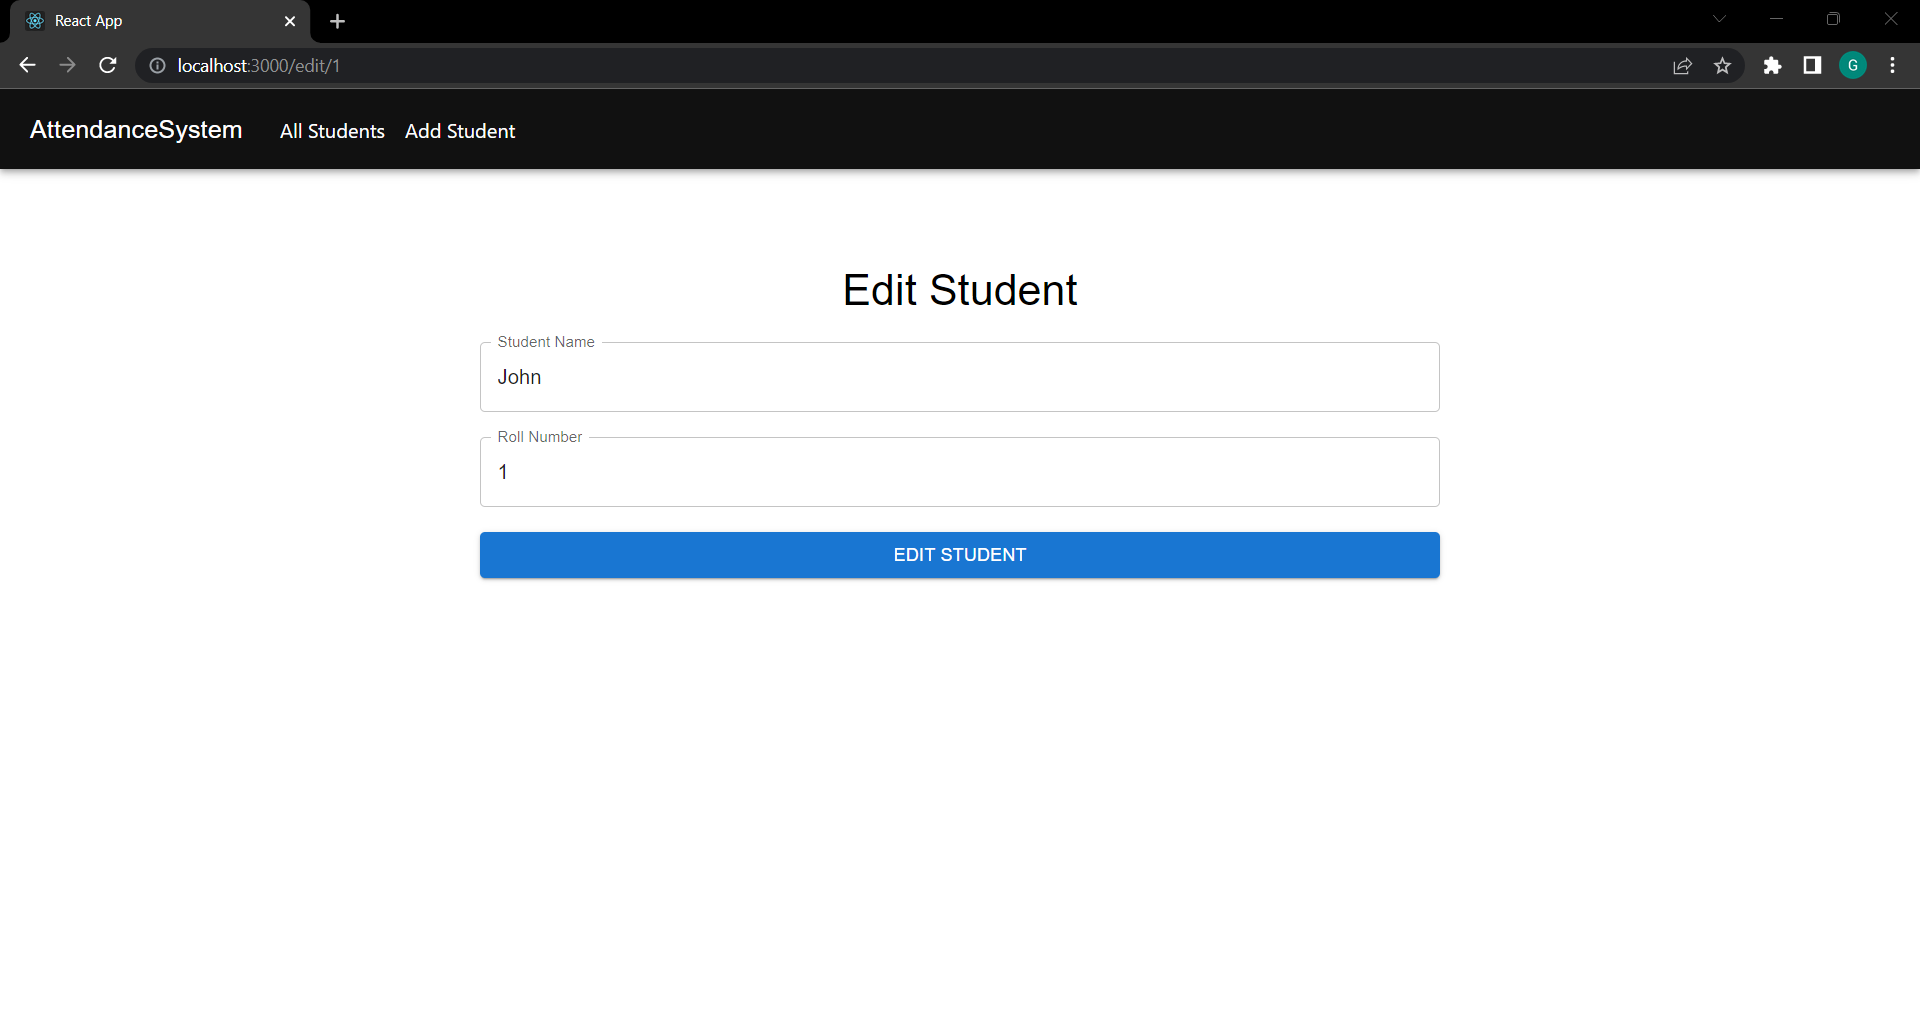 React App
localhost:3000/edit/1
G
AttendanceSystem
All Students
Add Student
Edit Student
Student Name
John
Roll Number
1
EDIT STUDENT